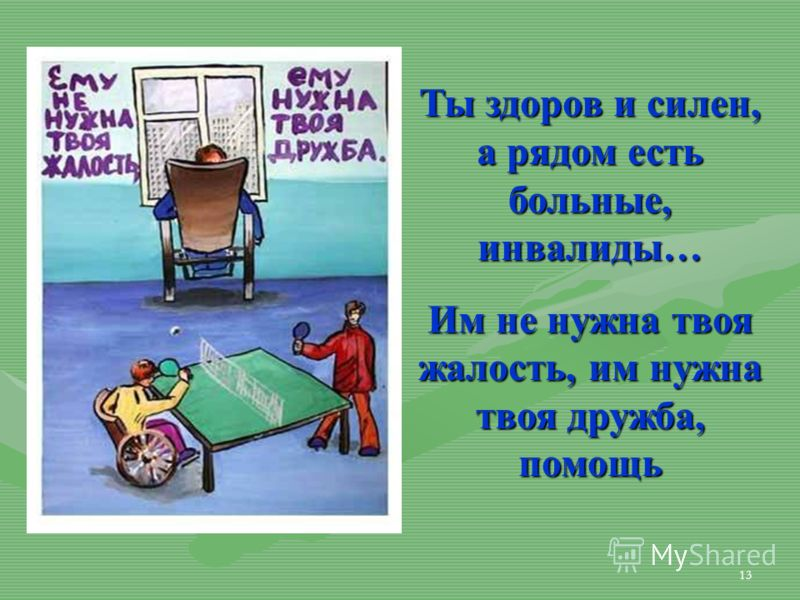 Ему
не
нужна
твоя
жалость,
ему
нужна
твоя
дружба.
Ты здоров и силен,
а рядом есть
больные,
инвалиды…
Им не нужна твоя
жалость, им нужна
твоя дружба,
помощь
MyShared
13